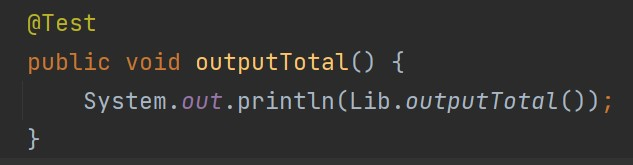 @Test
public void outputTotal() {
    System.out.println(Lib.outputTotal());
}